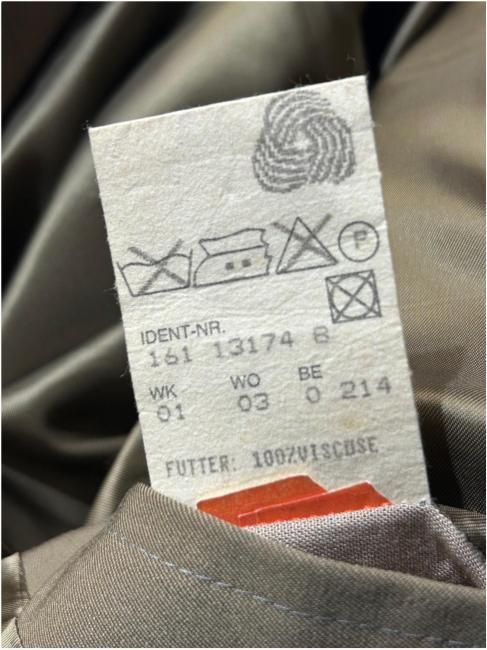 P
IDENT-NR.
161 13174 8
WK WO BE
01 03 0 214
FUTTER: 100%VISCOSE